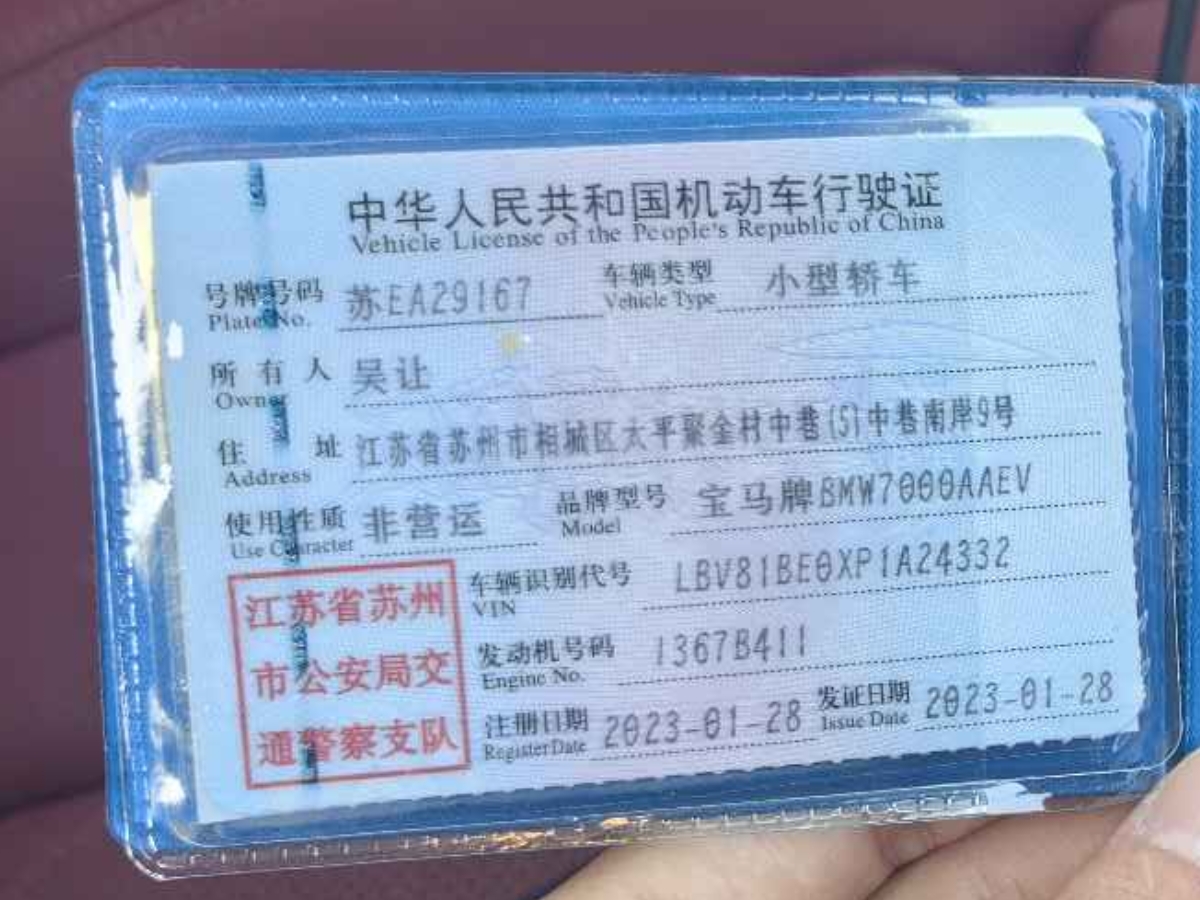 中华人民共和国机动车行驶证
Vehicle License of the People's Republic of China
号牌号码 苏EA29167 车辆类型 小型轿车
Plate No. Vehicle Type
所有人 吴让
Owner
住址 江苏省苏州市相城区太平聚金村中巷(5)中巷南岸9号
Address
使用性质 非营运 品牌型号 宝马牌BMW7000AAEV
Use Character Model
车辆识别代号 LBV81BE0XP1A24332
VIN
发动机号码 1367B411
Engine No.
注册日期 2023-01-28 发证日期 2023-01-28
Register Date Issue Date
江苏省苏州
市公安局交
通警察支队